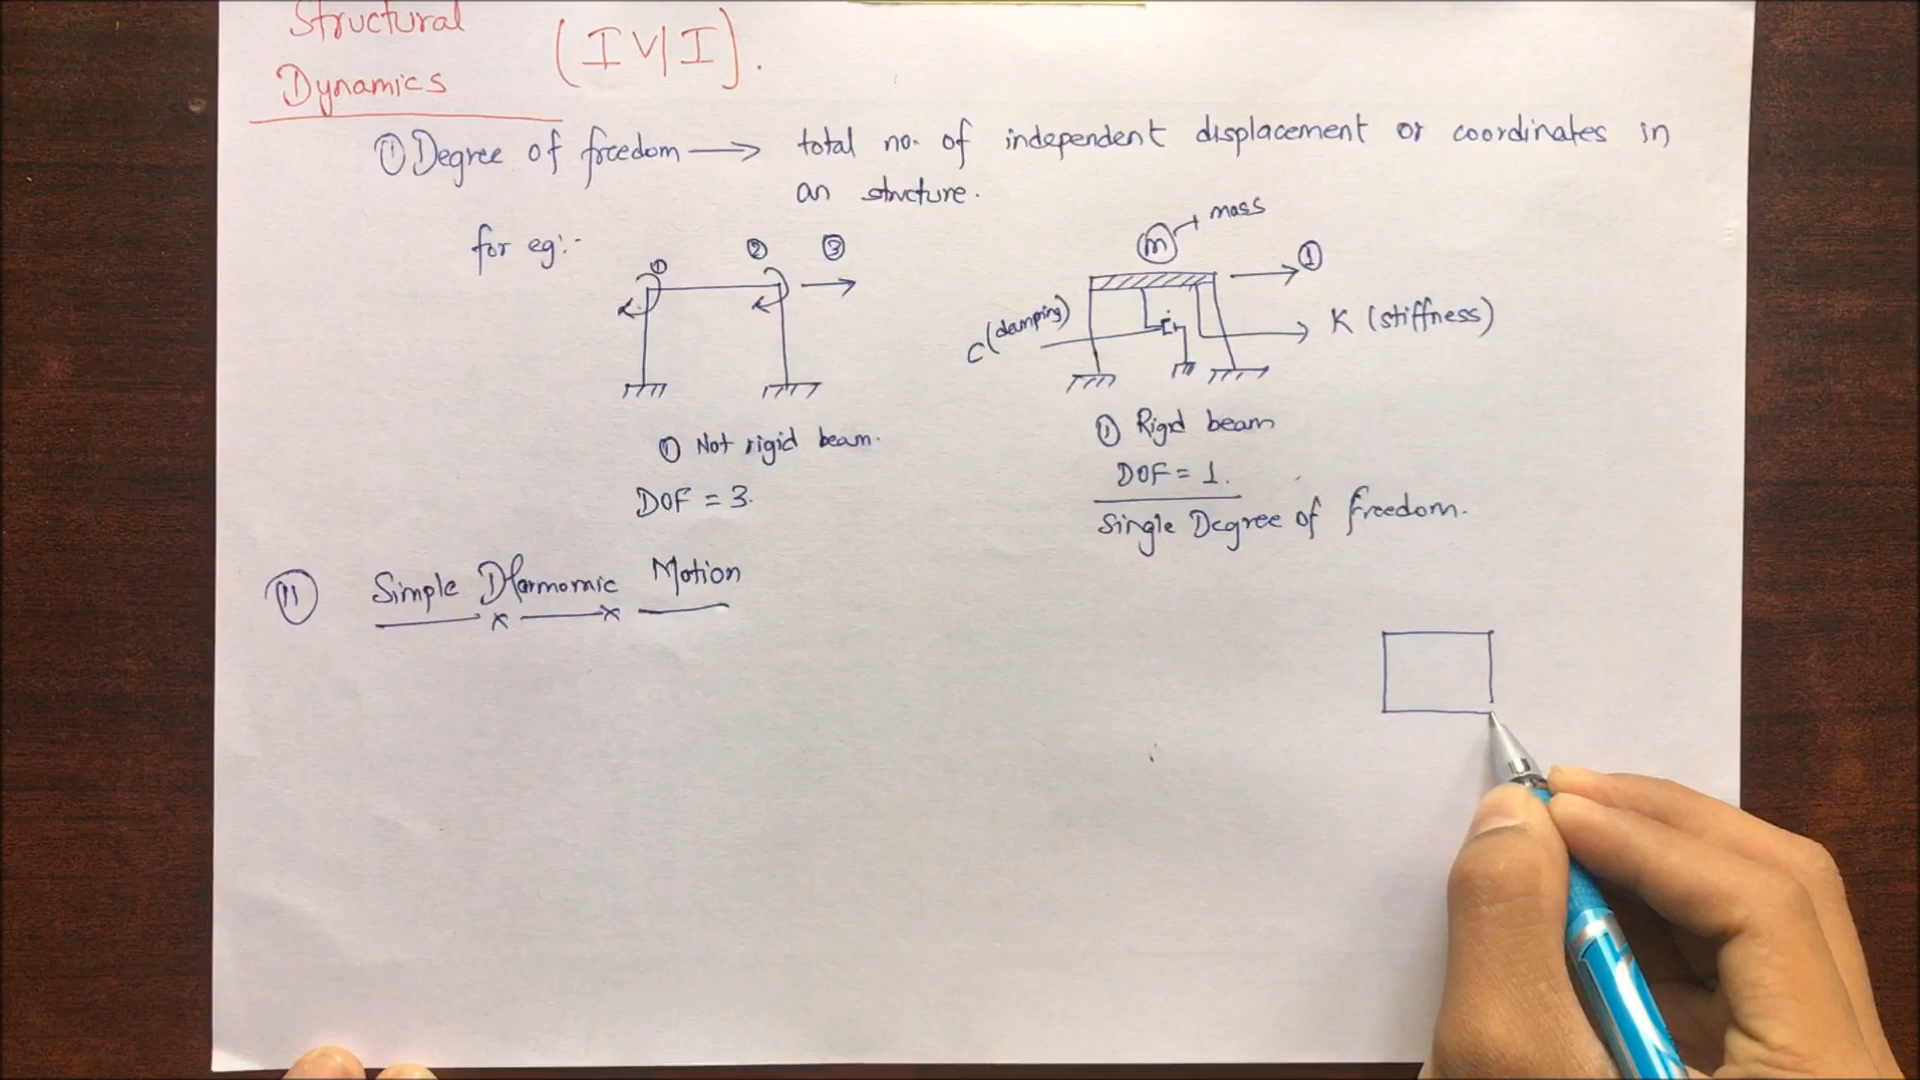 Structural
Dynamics
(IV/I).
① Degree of freedom → total no. of independent displacement or coordinates in
an structure.
for eg:-
① ② ③
m → mass
①
C (damping)
K (stiffness)
① Not rigid beam.
DOF = 3.
① Rigid beam
DOF = 1.
Single Degree of freedom.
II Simple Harmomic Motion